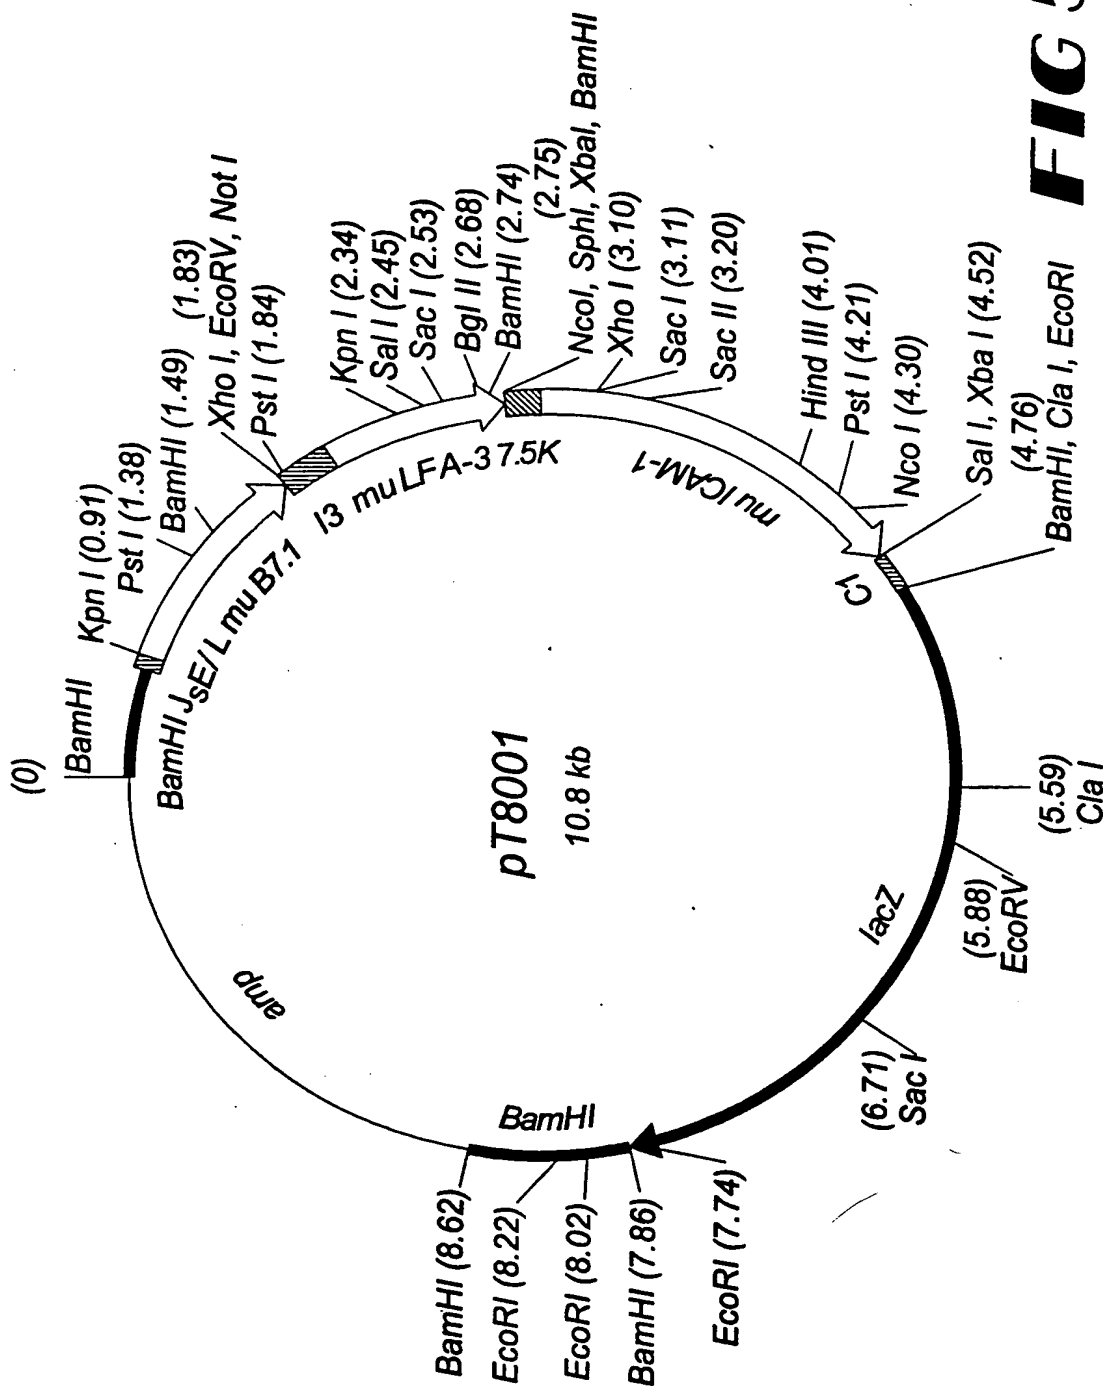 (0)
BamHI
Kpn I (0.91)
Pst I (1.38)
BamHI (1.49)
(1.83)
Xho I, EcoRV, Not I
Pst I (1.84)
Kpn I (2.34)
Sal I (2.45)
Sac I (2.53)
Bgl III (2.68)
BamHI (2.74)
(2.75)
NcoI, SphI, XbaI, BamHI
Xho I (3.10)
Sac I (3.11)
Sac II (3.20)
Hind III (4.01)
Pst I (4.21)
Nco I (4.30)
Sal I, Xba I (4.52)
(4.76)
BamHI, Cla I, EcoRI
(5.59)
Cla I
(5.88)
EcoRV
(6.71)
Sac I
EcoRI (7.74)
BamHI (7.86)
EcoRI (8.02)
EcoRI (8.22)
BamHI (8.62)
BamHI
BamHI J SE/L mu B7.1
I3 mu LFA-3 7.5K
mu ICAM-1
C1
lacZ
amp
pT8001
10.8 kb
FIG 5